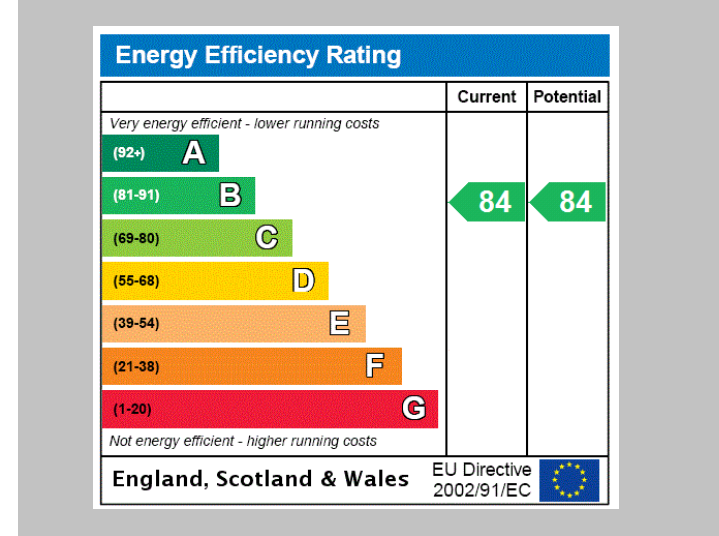 Energy Efficiency Rating
Current Potential
Very energy efficient - lower running costs
(92+) A
(81-91) B 84 84
(69-80) C
(55-68) D
(39-54) E
(21-38) F
(1-20) G
Not energy efficient - higher running costs
England, Scotland & Wales
EU Directive
2002/91/EC